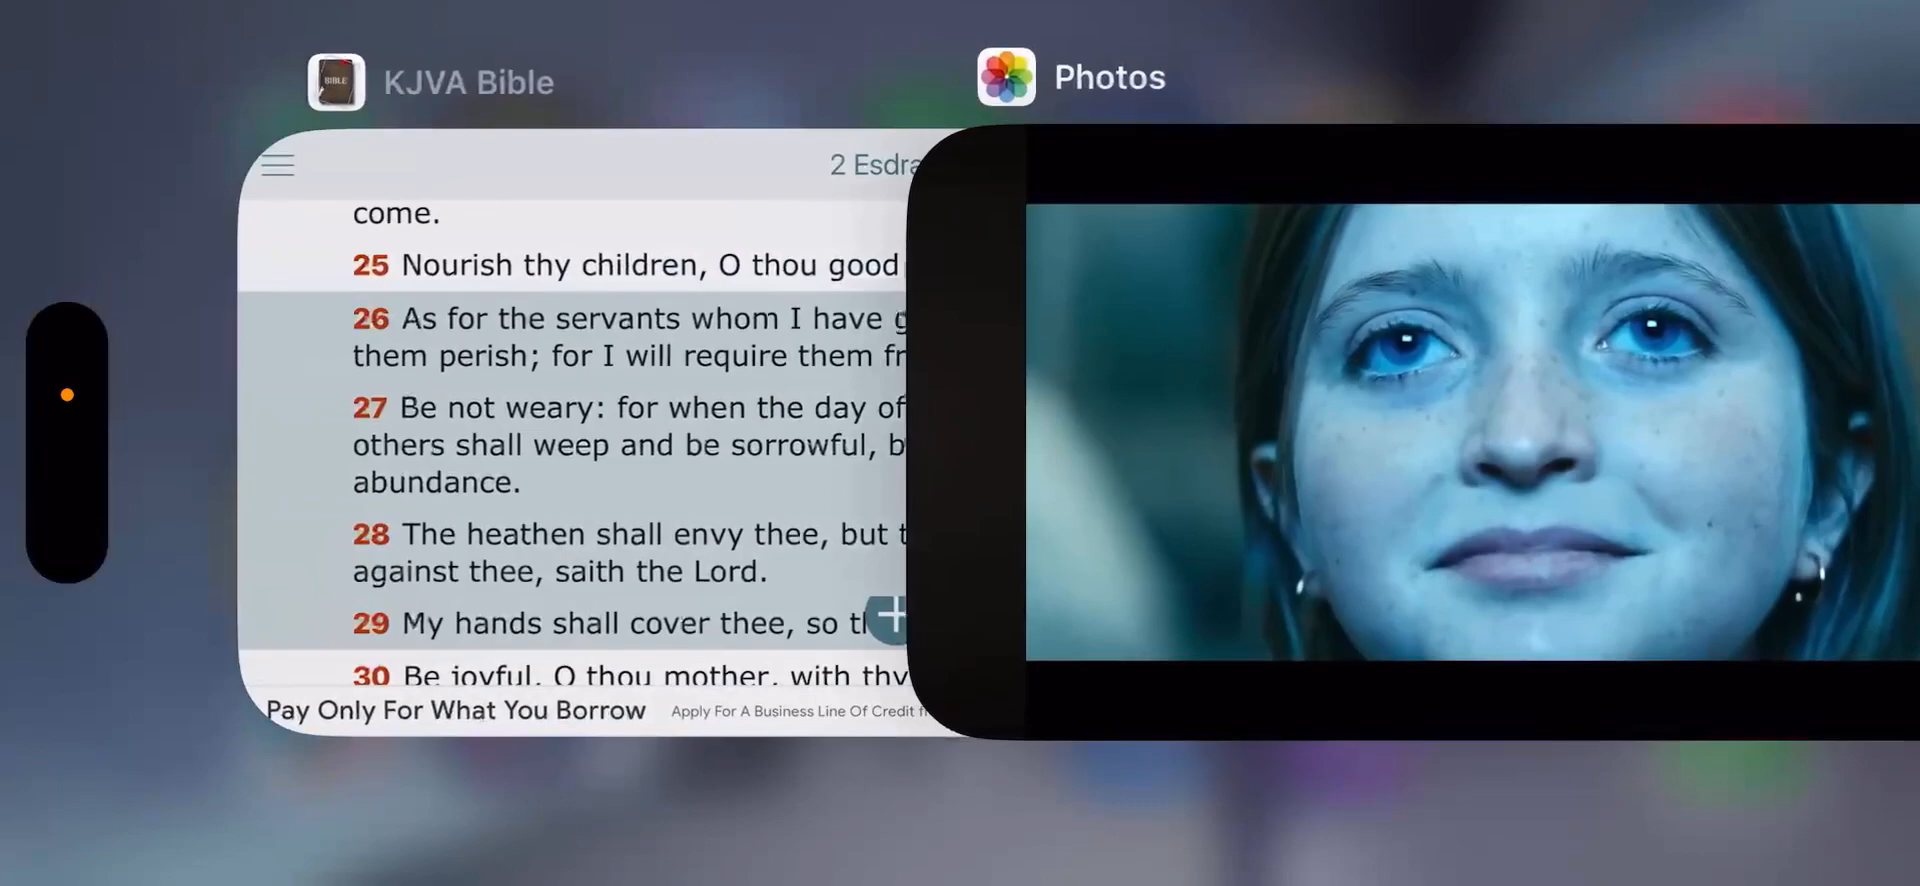 KJVA Bible
Photos
BIBLE
2 Esdra
come.
25 Nourish thy children, O thou good
26 As for the servants whom I have g
them perish; for I will require them fr
27 Be not weary: for when the day of
others shall weep and be sorrowful, b
abundance.
28 The heathen shall envy thee, but t
against thee, saith the Lord.
29 My hands shall cover thee, so th
30 Be joyful, O thou mother, with thy
Pay Only For What You Borrow
Apply For A Business Line Of Credit fr